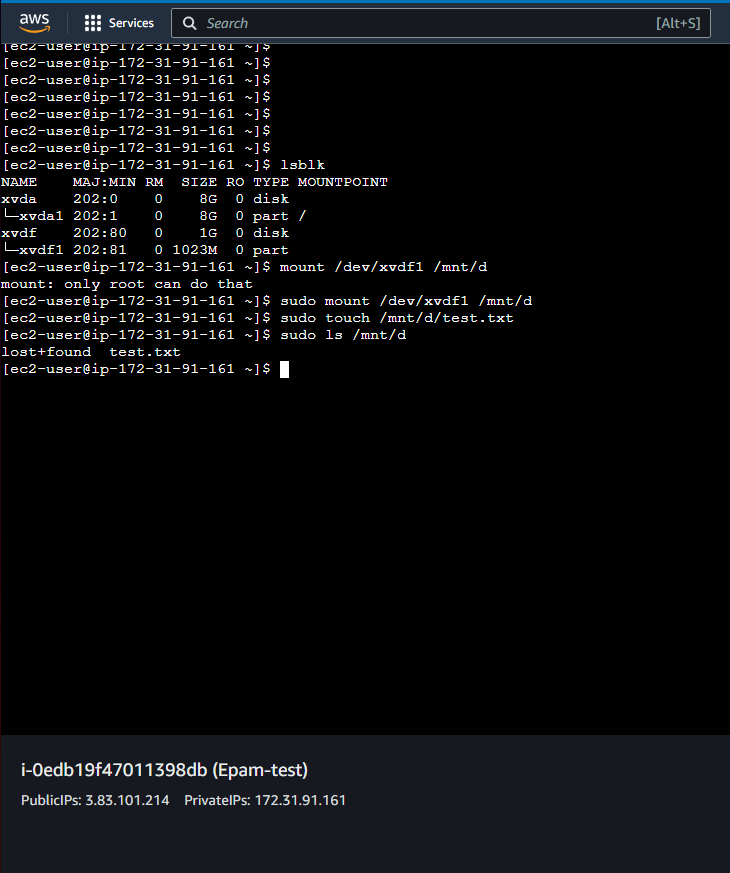 aws Services Search [Alt+S]
[ec2-user@ip-172-31-91-161 ~]$
[ec2-user@ip-172-31-91-161 ~]$
[ec2-user@ip-172-31-91-161 ~]$
[ec2-user@ip-172-31-91-161 ~]$
[ec2-user@ip-172-31-91-161 ~]$
[ec2-user@ip-172-31-91-161 ~]$
[ec2-user@ip-172-31-91-161 ~]$
[ec2-user@ip-172-31-91-161 ~]$ lsblk
NAME    MAJ:MIN RM  SIZE RO TYPE MOUNTPOINT
xvda    202:0    0    8G  0 disk
└─xvda1 202:1    0    8G  0 part /
xvdf    202:80   0    1G  0 disk
└─xvdf1 202:81   0 1023M  0 part
[ec2-user@ip-172-31-91-161 ~]$ mount /dev/xvdf1 /mnt/d
mount: only root can do that
[ec2-user@ip-172-31-91-161 ~]$ sudo mount /dev/xvdf1 /mnt/d
[ec2-user@ip-172-31-91-161 ~]$ sudo touch /mnt/d/test.txt
[ec2-user@ip-172-31-91-161 ~]$ sudo ls /mnt/d
lost+found  test.txt
[ec2-user@ip-172-31-91-161 ~]$
i-0edb19f47011398db (Epam-test)
PublicIPs: 3.83.101.214 PrivateIPs: 172.31.91.161